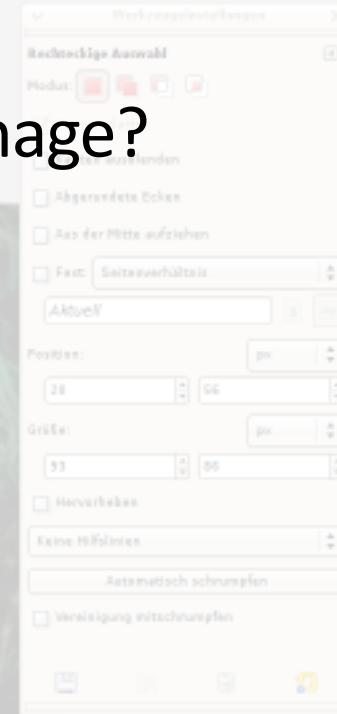 Werkzeugeinstellungen
Rechteckige Auswahl
Modus:
nage?
Kanten ausblenden
Abgerundete Ecken
Aus der Mitte aufziehen
Fest: Seitenverhältnis
Aktuell
Position: px
28 56
Größe: px
93 86
Hervorheben
Keine Hilfslinien
Automatisch schrumpfen
Vereinigung mitschrumpfen